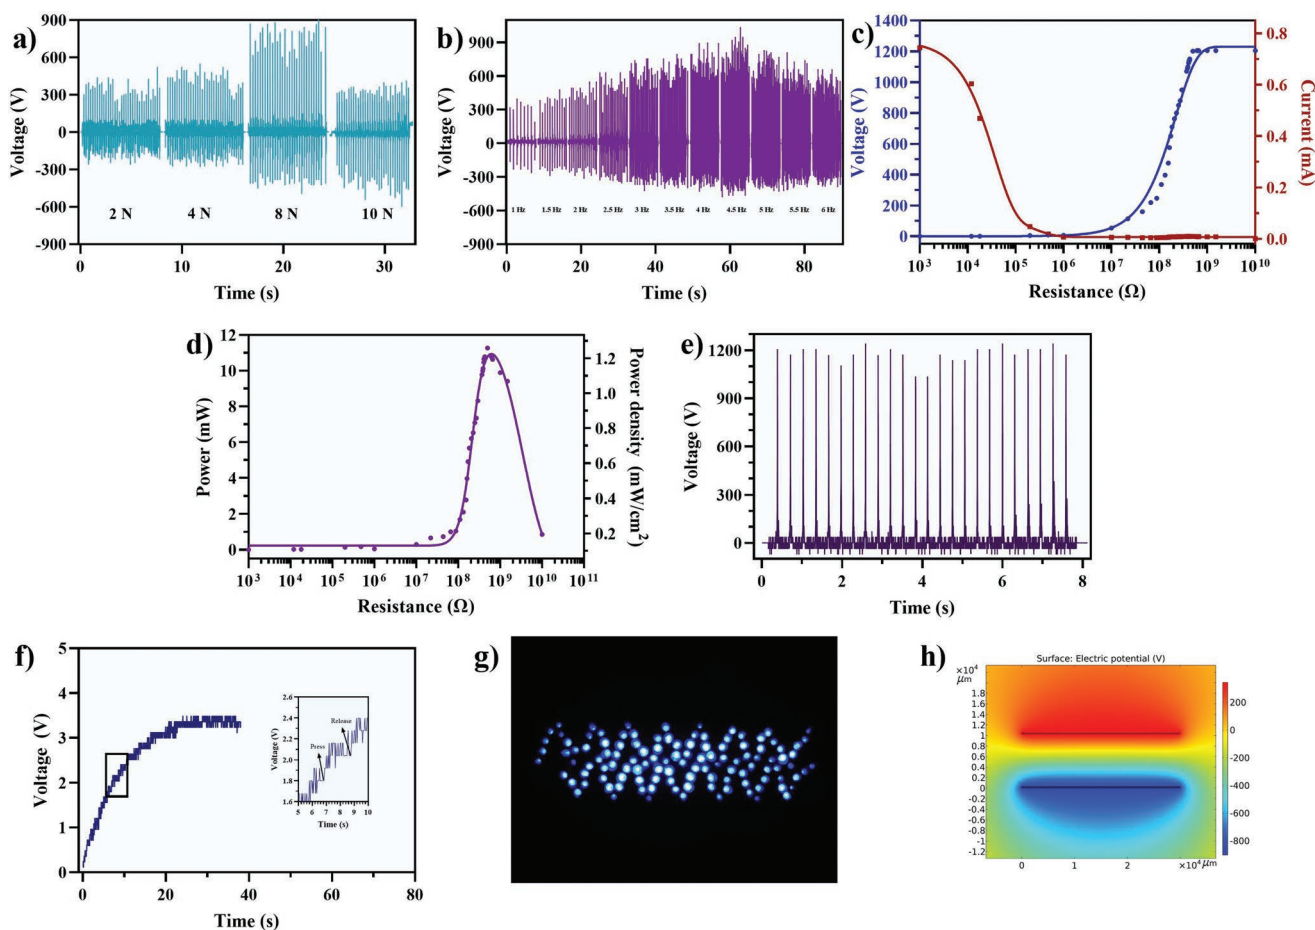 a)
Voltage (V)
900
600
300
0
-300
-600
-900
2 N 4 N 8 N 10 N
0 10 20 30
Time (s)
b)
Voltage (V)
900
600
300
0
-300
-600
-900
1 Hz 1.5 Hz 2 Hz 2.5 Hz 3 Hz 3.5 Hz 4 Hz 4.5 Hz 5 Hz 5.5 Hz 6 Hz
0 20 40 60 80
Time (s)
c)
Voltage (V)
1400
1200
1000
800
600
400
200
0
Current (mA)
0.8
0.6
0.4
0.2
0.0
10³ 10⁴ 10⁵ 10⁶ 10⁷ 10⁸ 10⁹ 10¹⁰
Resistance (Ω)
d)
Power (mW)
12
10
8
6
4
2
0
Power density (mW/cm²)
1.2
1.0
0.8
0.6
0.4
0.2
10³ 10⁴ 10⁵ 10⁶ 10⁷ 10⁸ 10⁹ 10¹⁰ 10¹¹
Resistance (Ω)
e)
Voltage (V)
1200
900
600
300
0
0 2 4 6 8
Time (s)
f)
Voltage (V)
5
4
3
2
1
0
0 20 40 60 80
Time (s)
Voltage (V)
2.6
2.4
2.2
2.0
1.8
1.6
Press
Release
5 6 7 8 9 10
Time (s)
g)
h)
Surface: Electric potential (V)
×10⁴
μm
1.8
1.6
1.4
1.2
1
0.8
0.6
0.4
0.2
0
-0.2
-0.4
-0.6
-0.8
-1
-1.2
0 1 2 ×10⁴ μm
200
0
-200
-400
-600
-800